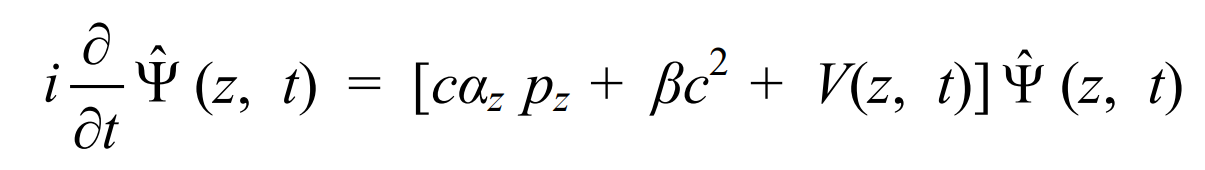 i ∂/∂t Ψ̂ (z, t) = [cα_z p_z + βc² + V(z, t)] Ψ̂ (z, t)